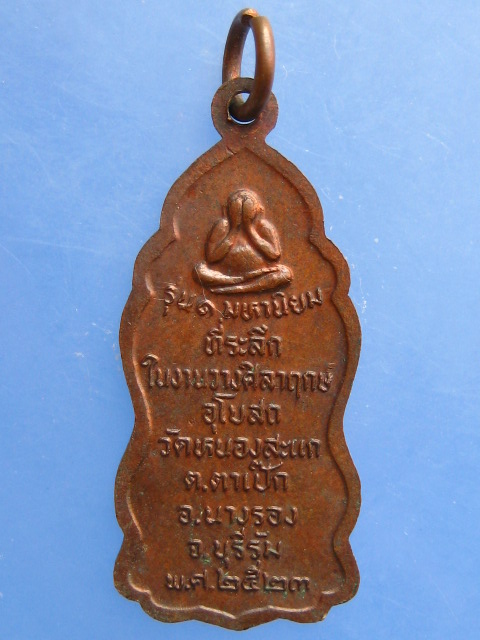 รุ่น ๑ มหานิยม
ที่ระลึก
ในงานวางศิลาฤกษ์
อุโบสถ
วัดหนองสะแก
ต.ตาเป๊ก
อ.นางรอง
จ.บุรีรัม
พ.ศ.๒๕๒๓